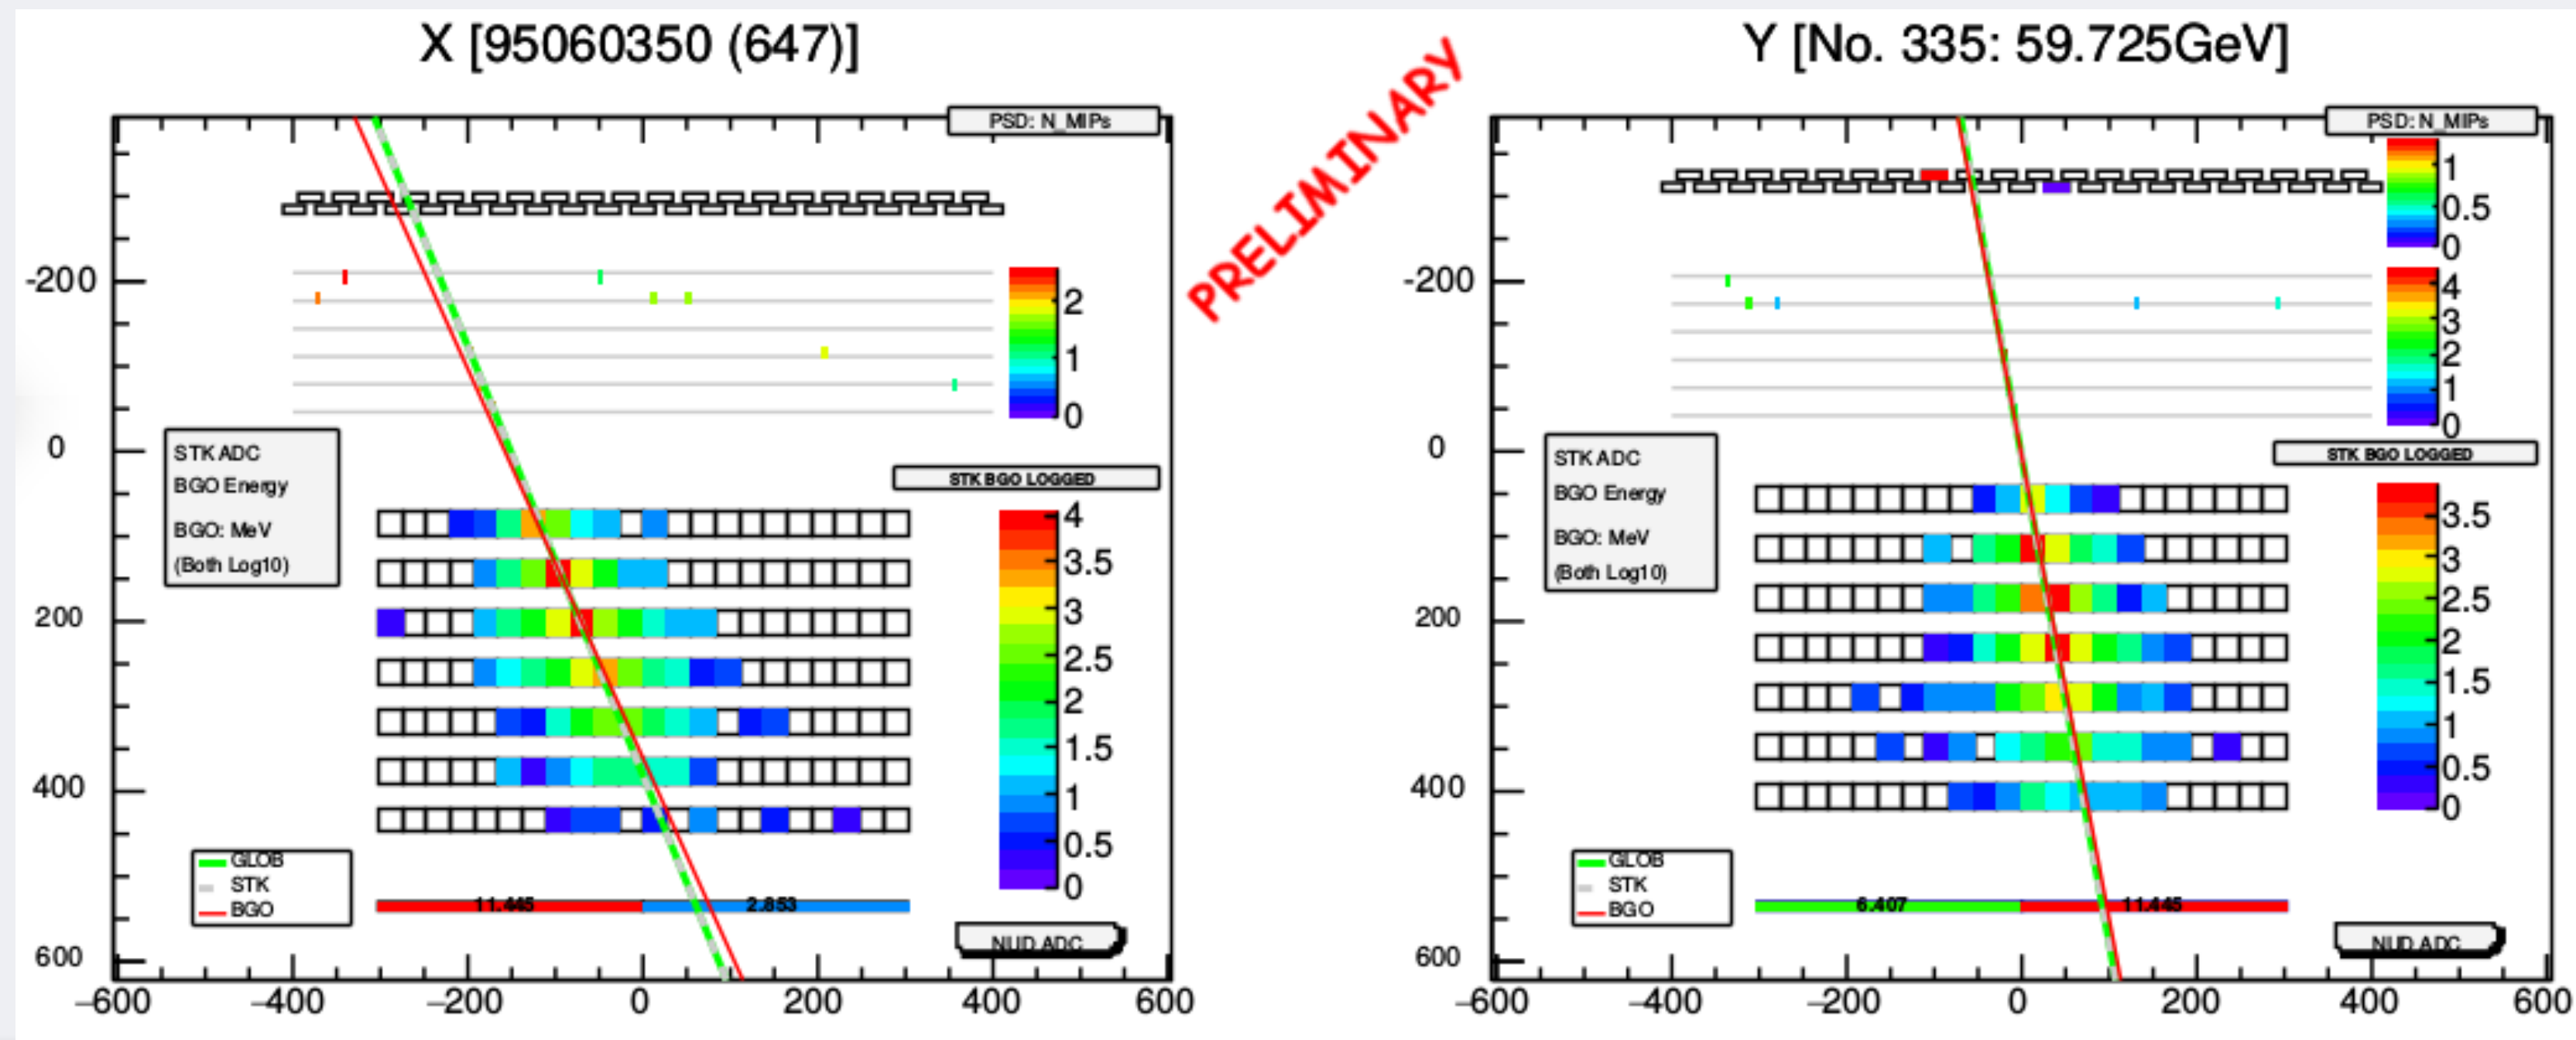 X [95060350 (647)]
PSD: N_MIPs
-200
0
200
400
600
2
1
0
STK ADC
BGO Energy
BGO: MeV
(Both Log10)
STK BGO LOGGED
4
3.5
3
2.5
2
1.5
1
0.5
0
GLOB
STK
BGO
11.445
2.853
NUD ADC
−600
−400
−200
0
200
400
600
PRELIMINARY
Y [No. 335: 59.725GeV]
PSD: N_MIPs
1
0.5
0
-200
0
200
400
600
4
3
2
1
0
STK ADC
BGO Energy
BGO: MeV
(Both Log10)
STK BGO LOGGED
3.5
3
2.5
2
1.5
1
0.5
0
GLOB
STK
BGO
6.407
11.445
NUD ADC
−600
−400
−200
0
200
400
600